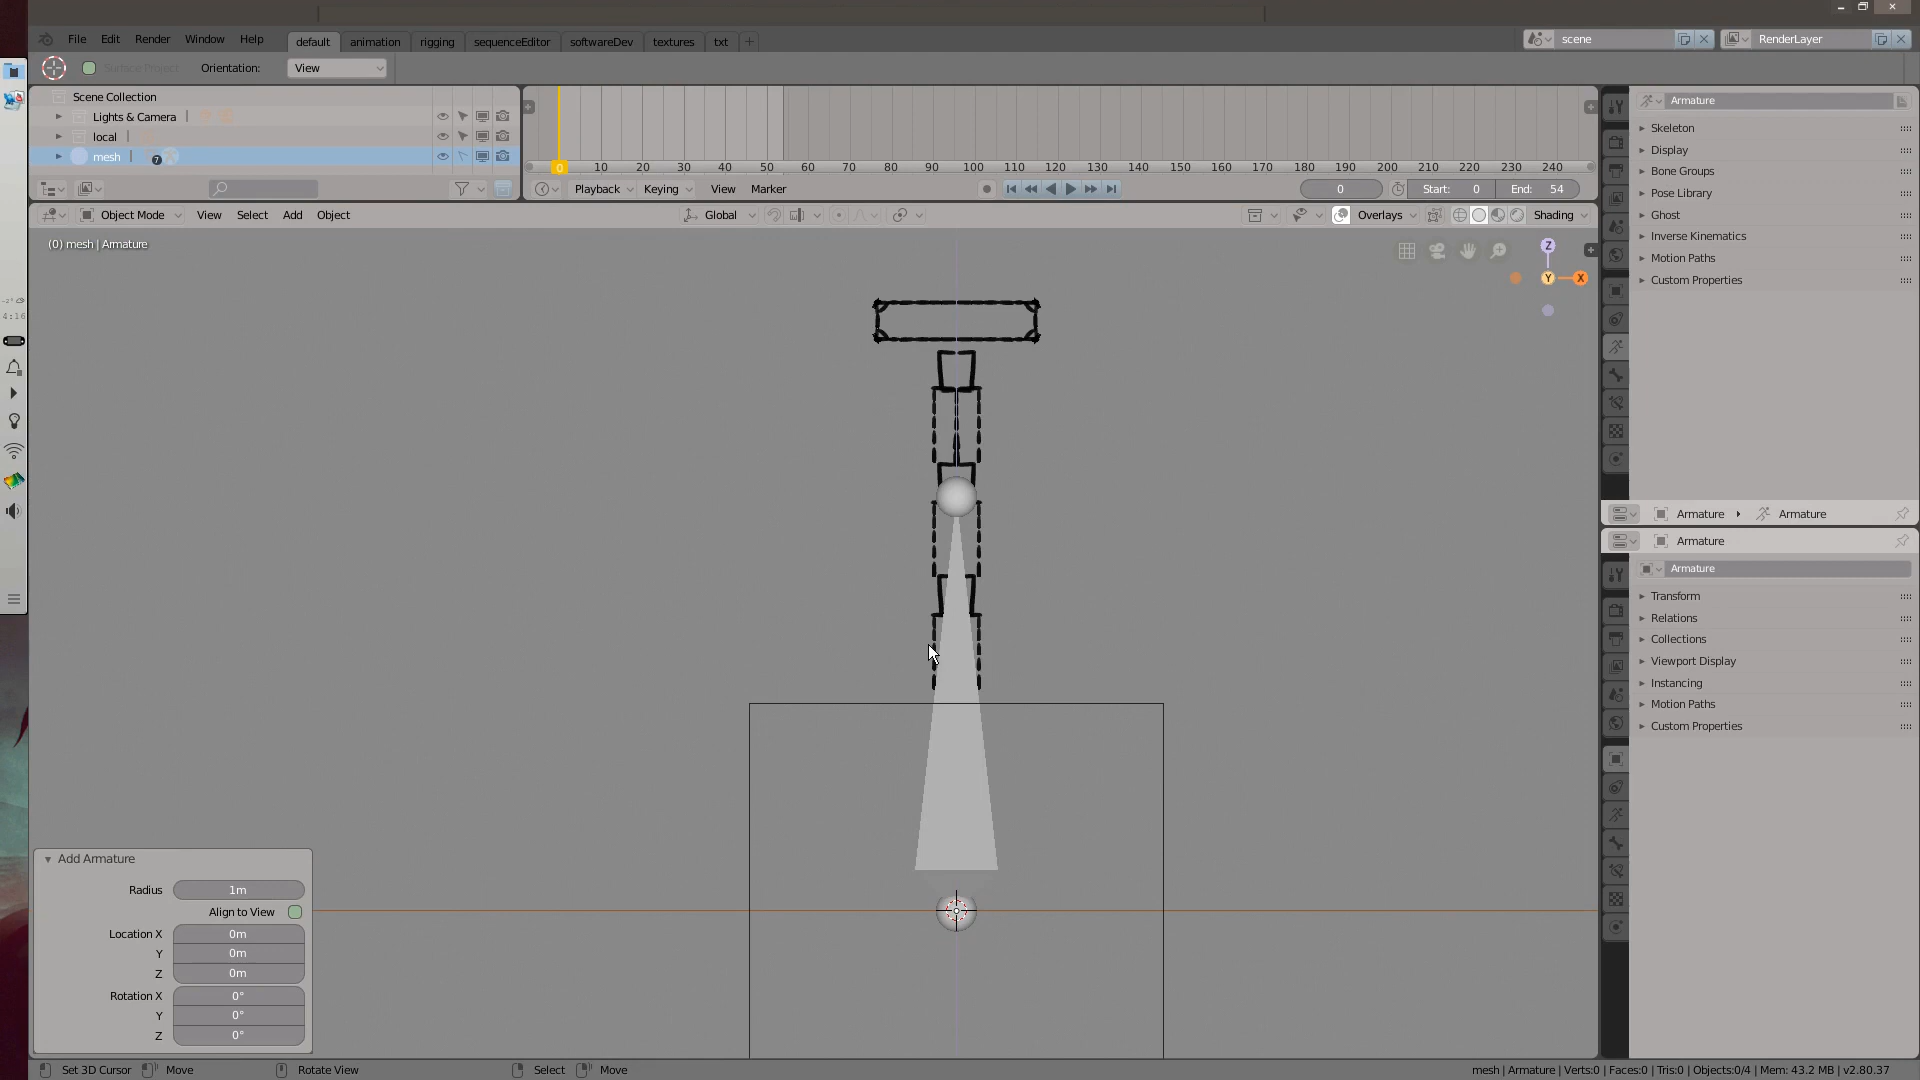 File Edit Render Window Help default animation rigging sequenceEditor softwareDev textures txt + scene RenderLayer
Surface Project Orientation: View
Scene Collection
Lights & Camera
local
mesh 7
0 10 20 30 40 50 60 70 80 90 100 110 120 130 140 150 160 170 180 190 200 210 220 230 240
Playback Keying View Marker 0 Start: 0 End: 54
Object Mode View Select Add Object Global Overlays Shading
(0) mesh | Armature
Z
Y
X
4:16
Add Armature
Radius 1m
Align to View
Location X 0m
Y 0m
Z 0m
Rotation X 0°
Y 0°
Z 0°
Armature
Skeleton
Display
Bone Groups
Pose Library
Ghost
Inverse Kinematics
Motion Paths
Custom Properties
Armature Armature
Armature
Armature
Transform
Relations
Collections
Viewport Display
Instancing
Motion Paths
Custom Properties
Set 3D Cursor Move Rotate View Select Move mesh | Armature | Verts:0 | Faces:0 | Tris:0 | Objects:0/4 | Mem: 43.2 MB | v2.80.37